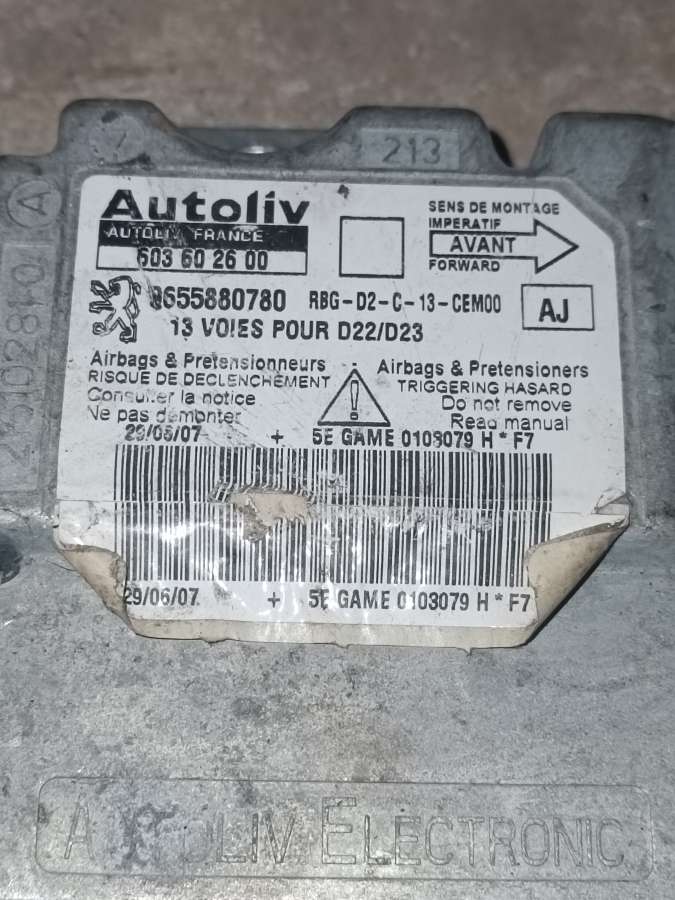 213
A
Autoliv
AUTOLIV FRANCE
603 60 26 00
SENS DE MONTAGE
IMPERATIF
AVANT
FORWARD
9655880780 RBG-D2-C-13-CEM00 AJ
13 VOIES POUR D22/D23
Airbags & Pretensionneurs
RISQUE DE DECLENCHEMENT
Consulter la notice
Ne pas demonter
Airbags & Pretensioners
TRIGGERING HASARD
Do not remove
Read manual
29/06/07 + 5E GAME 0103079 H * F7
29/06/07 + 5E GAME 0103079 H * F7
AUTOLIV ELECTRONIC